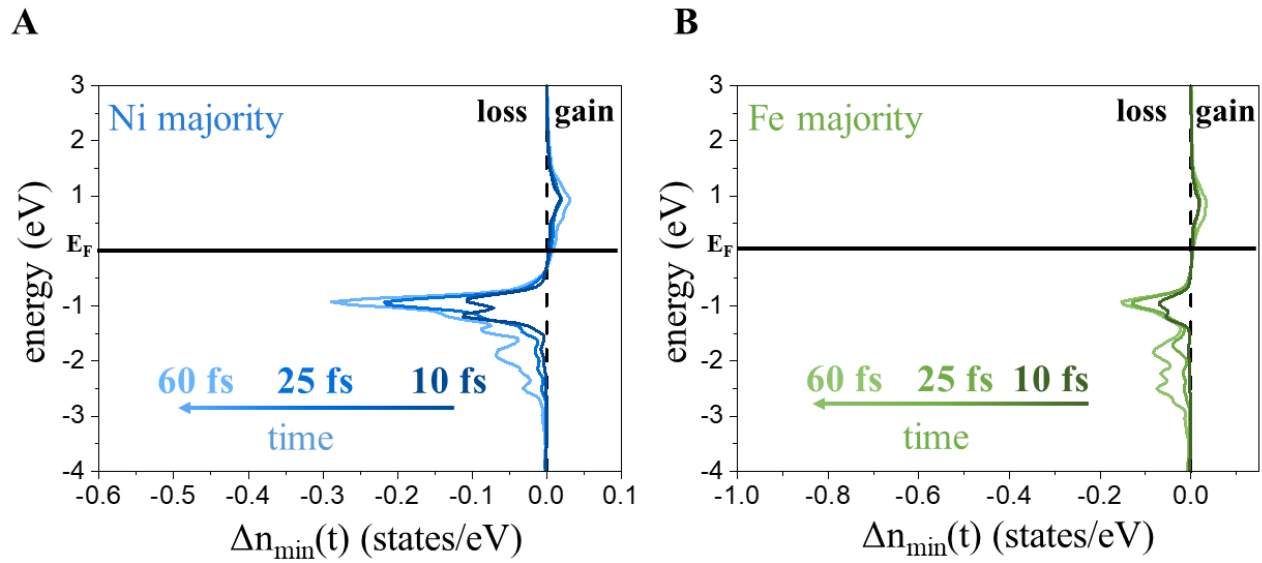 A
B
Ni majority
loss
gain
Fe majority
loss
gain
3
2
1
E_F
-1
-2
-3
-4
energy (eV)
60 fs
25 fs
10 fs
time
-0.6
-0.5
-0.4
-0.3
-0.2
-0.1
0.0
0.1
Δn_min(t) (states/eV)
3
2
1
E_F
-1
-2
-3
-4
energy (eV)
60 fs
25 fs
10 fs
time
-1.0
-0.8
-0.6
-0.4
-0.2
0.0
Δn_min(t) (states/eV)